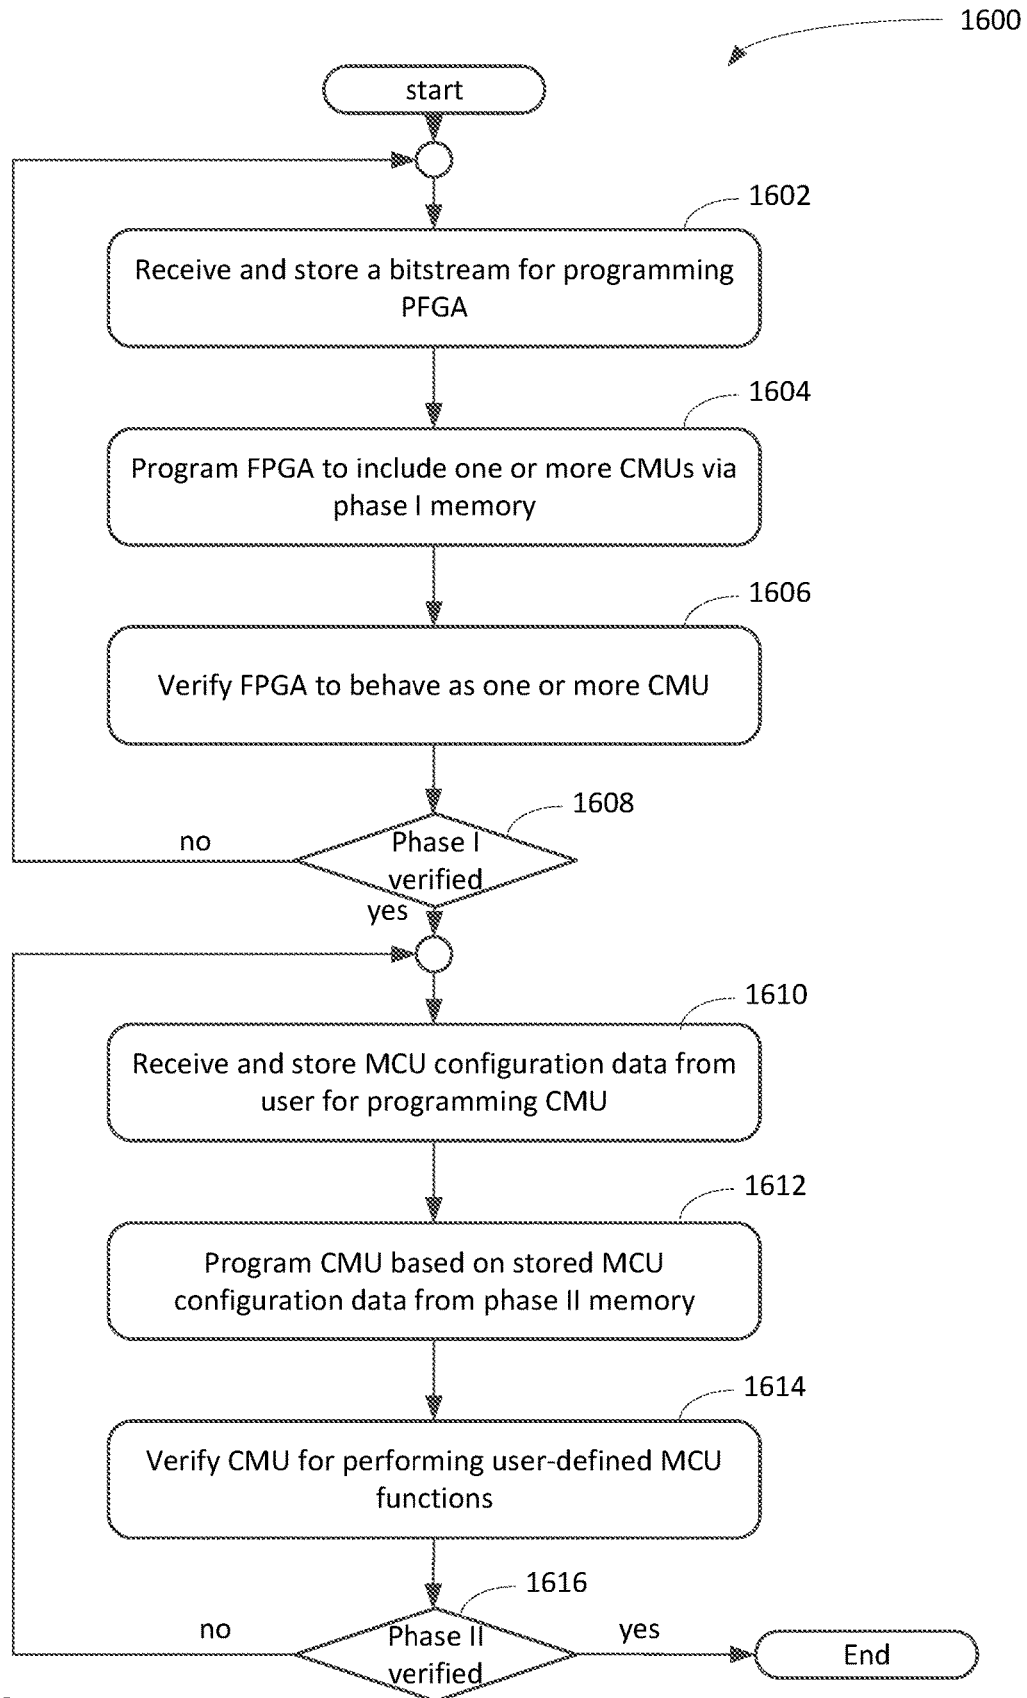 1600
start
1602
Receive and store a bitstream for programming
PFGA
1604
Program FPGA to include one or more CMUs via
phase I memory
1606
Verify FPGA to behave as one or more CMU
1608
Phase I
verified
no
yes
1610
Receive and store MCU configuration data from
user for programming CMU
1612
Program CMU based on stored MCU
configuration data from phase II memory
1614
Verify CMU for performing user-defined MCU
functions
1616
no
Phase II
verified
yes
End